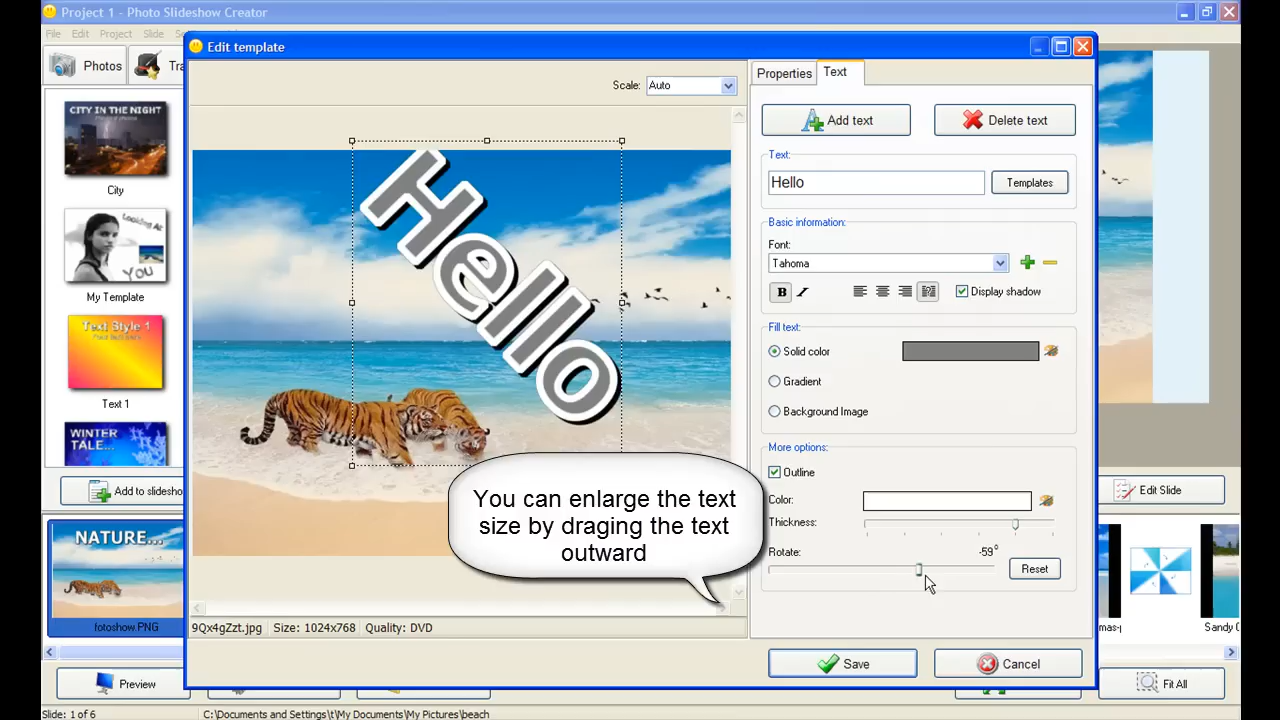 Project 1 - Photo Slideshow Creator
File Edit Project Slide
Photos
CITY IN THE NIGHT
City
Looking At
YOU
My Template
Text Style 1
Text 1
WINTER
TALE...
Add to slidesho
NATURE...
fotoshow.PNG
Preview
Slide: 1 of 6 C:\Documents and Settings\t\My Documents\My Pictures\beach
Edit template
Scale: Auto
Hello
You can enlarge the text
size by draging the text
outward
9Qx4gZzt.jpg Size: 1024x768 Quality: DVD
Properties Text
Add text Delete text
Text:
Hello Templates
Basic information:
Font:
Tahoma
B I Display shadow
Fill text:
Solid color
Gradient
Background Image
More options:
Outline
Color:
Thickness:
Rotate: -59°
Reset
Save Cancel
Edit Slide
Sandy
Fit All